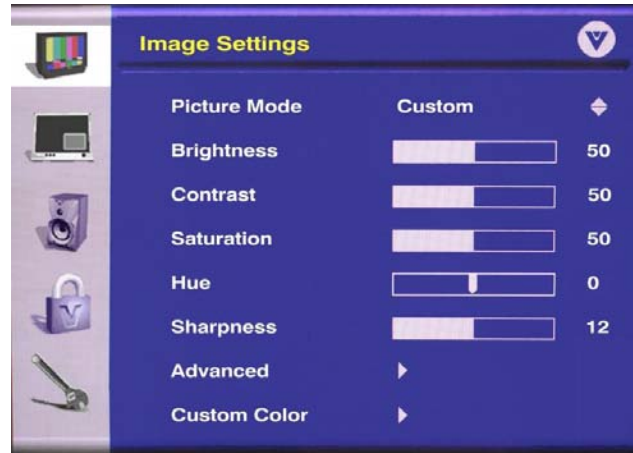 Image Settings
Picture Mode Custom
Brightness 50
Contrast 50
Saturation 50
Hue 0
Sharpness 12
Advanced
Custom Color